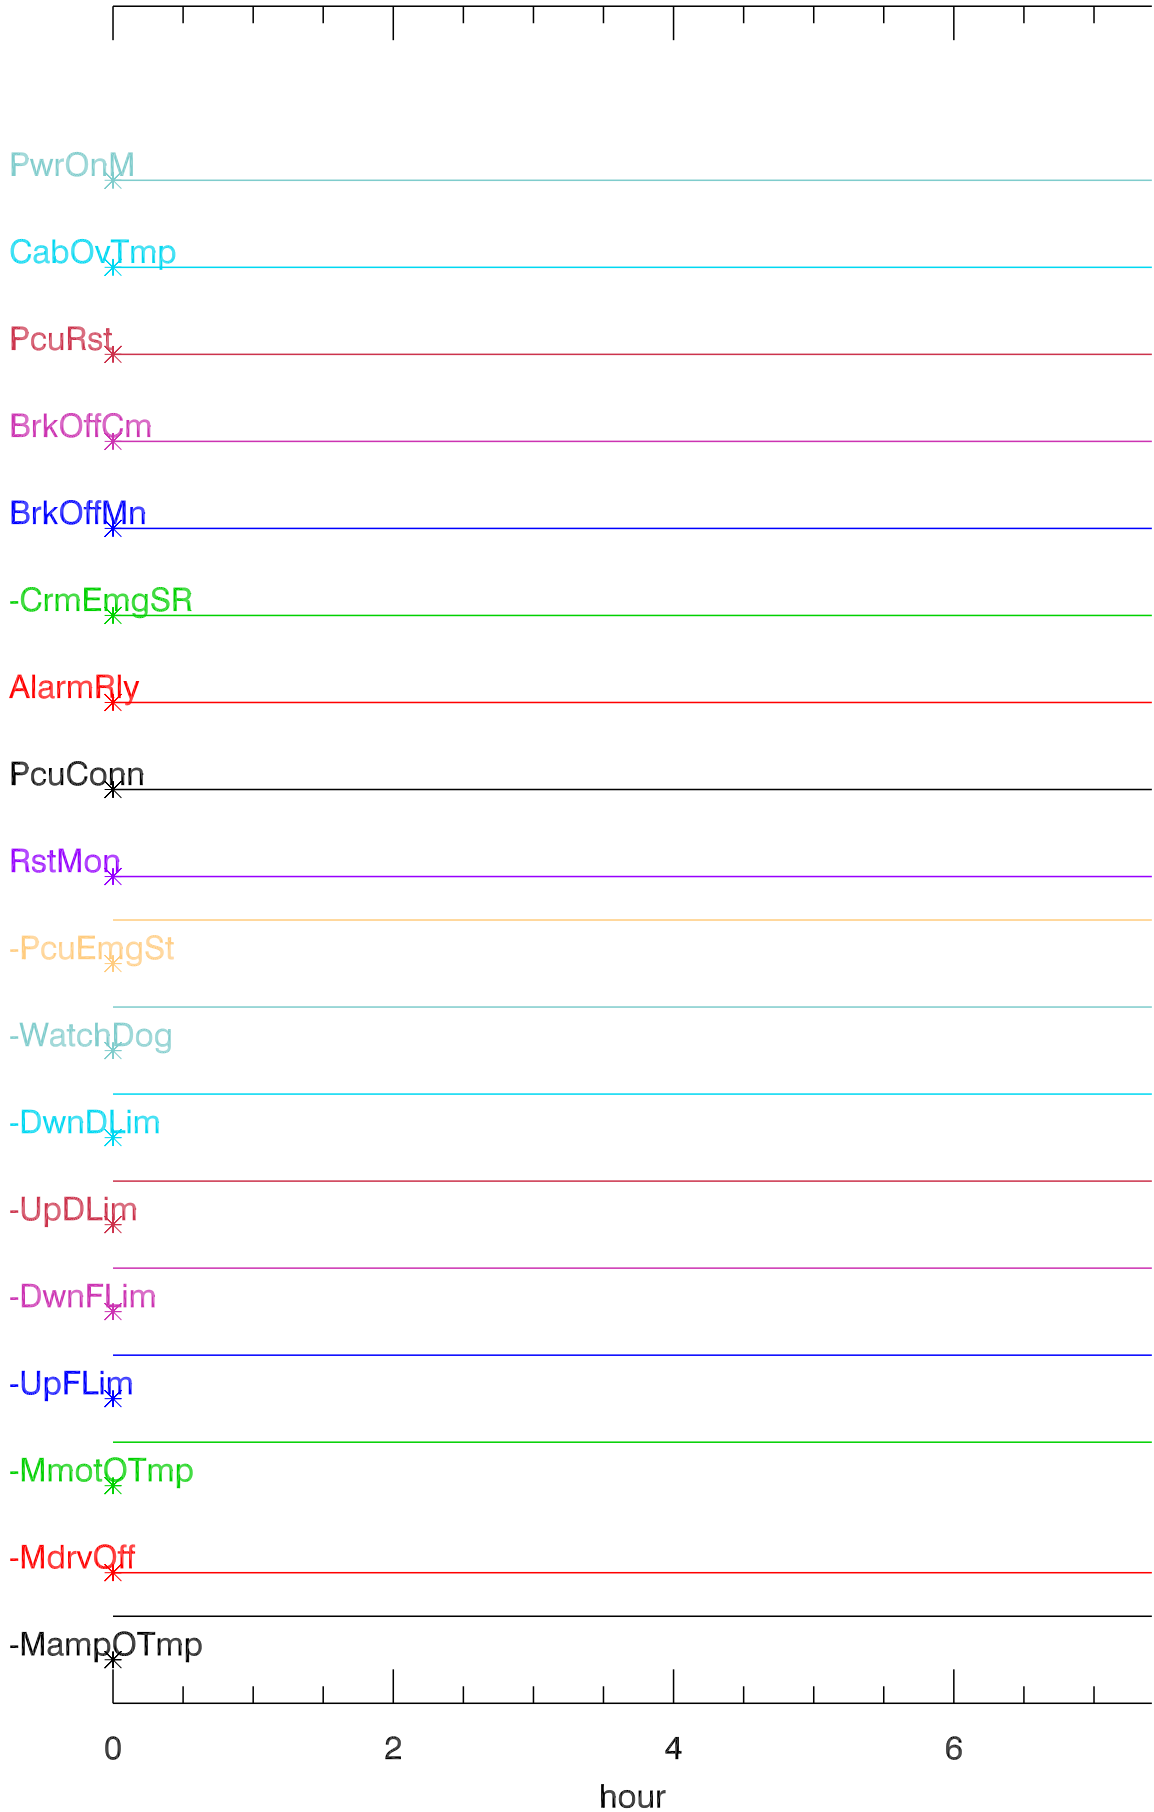 PwrOnM
CabOvTmp
PcuRst
BrkOffCm
BrkOffMn
-CrmEmgSR
AlarmRly
PcuConn
RstMon
-PcuEmgSt
-WatchDog
-DwnDLim
-UpDLim
-DwnFLim
-UpFLim
-MmotOTmp
-MdrvOff
-MampOTmp
0 2 4 6
hour